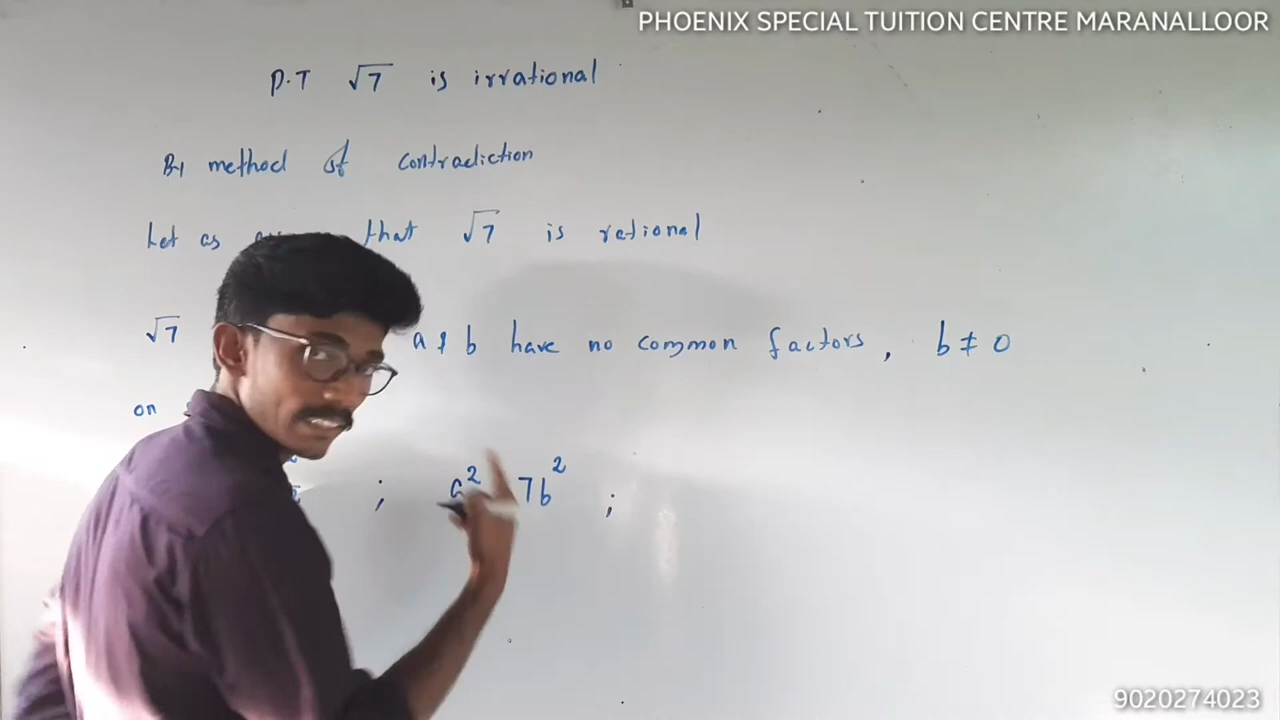 PHOENIX SPECIAL TUITION CENTRE MARANALLOOR
P.T √7 is irrational
By method of contradiction
Let as that √7 is rational
√7 a & b have no common factors, b ≠ 0
on
; a² 7b² ;
9020274023